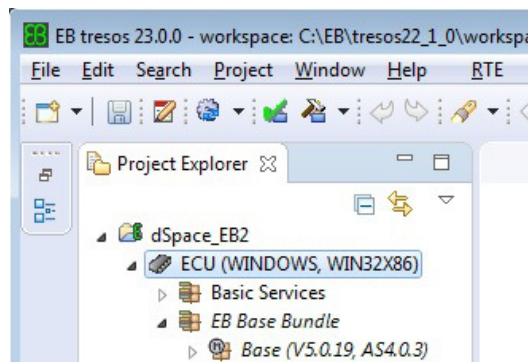 EB tresos 23.0.0 - workspace: C:\EB\tresos22_1_0\workspa
File Edit Search Project Window Help RTE
Project Explorer
dSpace_EB2
ECU (WINDOWS, WIN32X86)
Basic Services
EB Base Bundle
Base (V5.0.19, AS4.0.3)